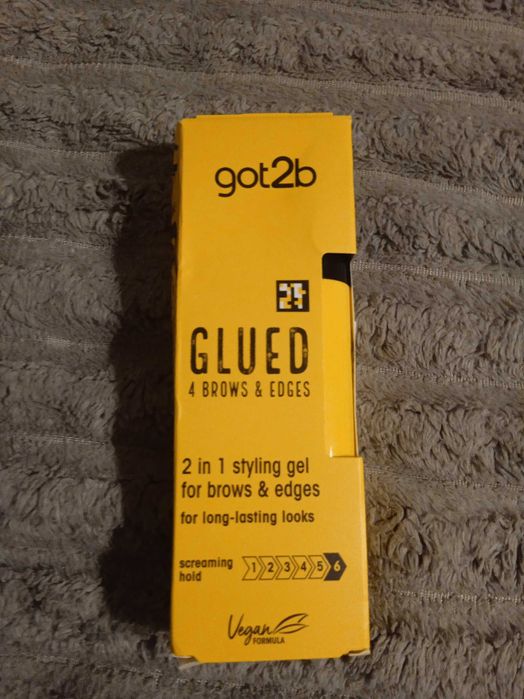 got2b
GLUED
4 BROWS & EDGES
2 in 1 styling gel
for brows & edges
for long-lasting looks
screaming
hold
1 2 3 4 5 6
Vegan
FORMULA